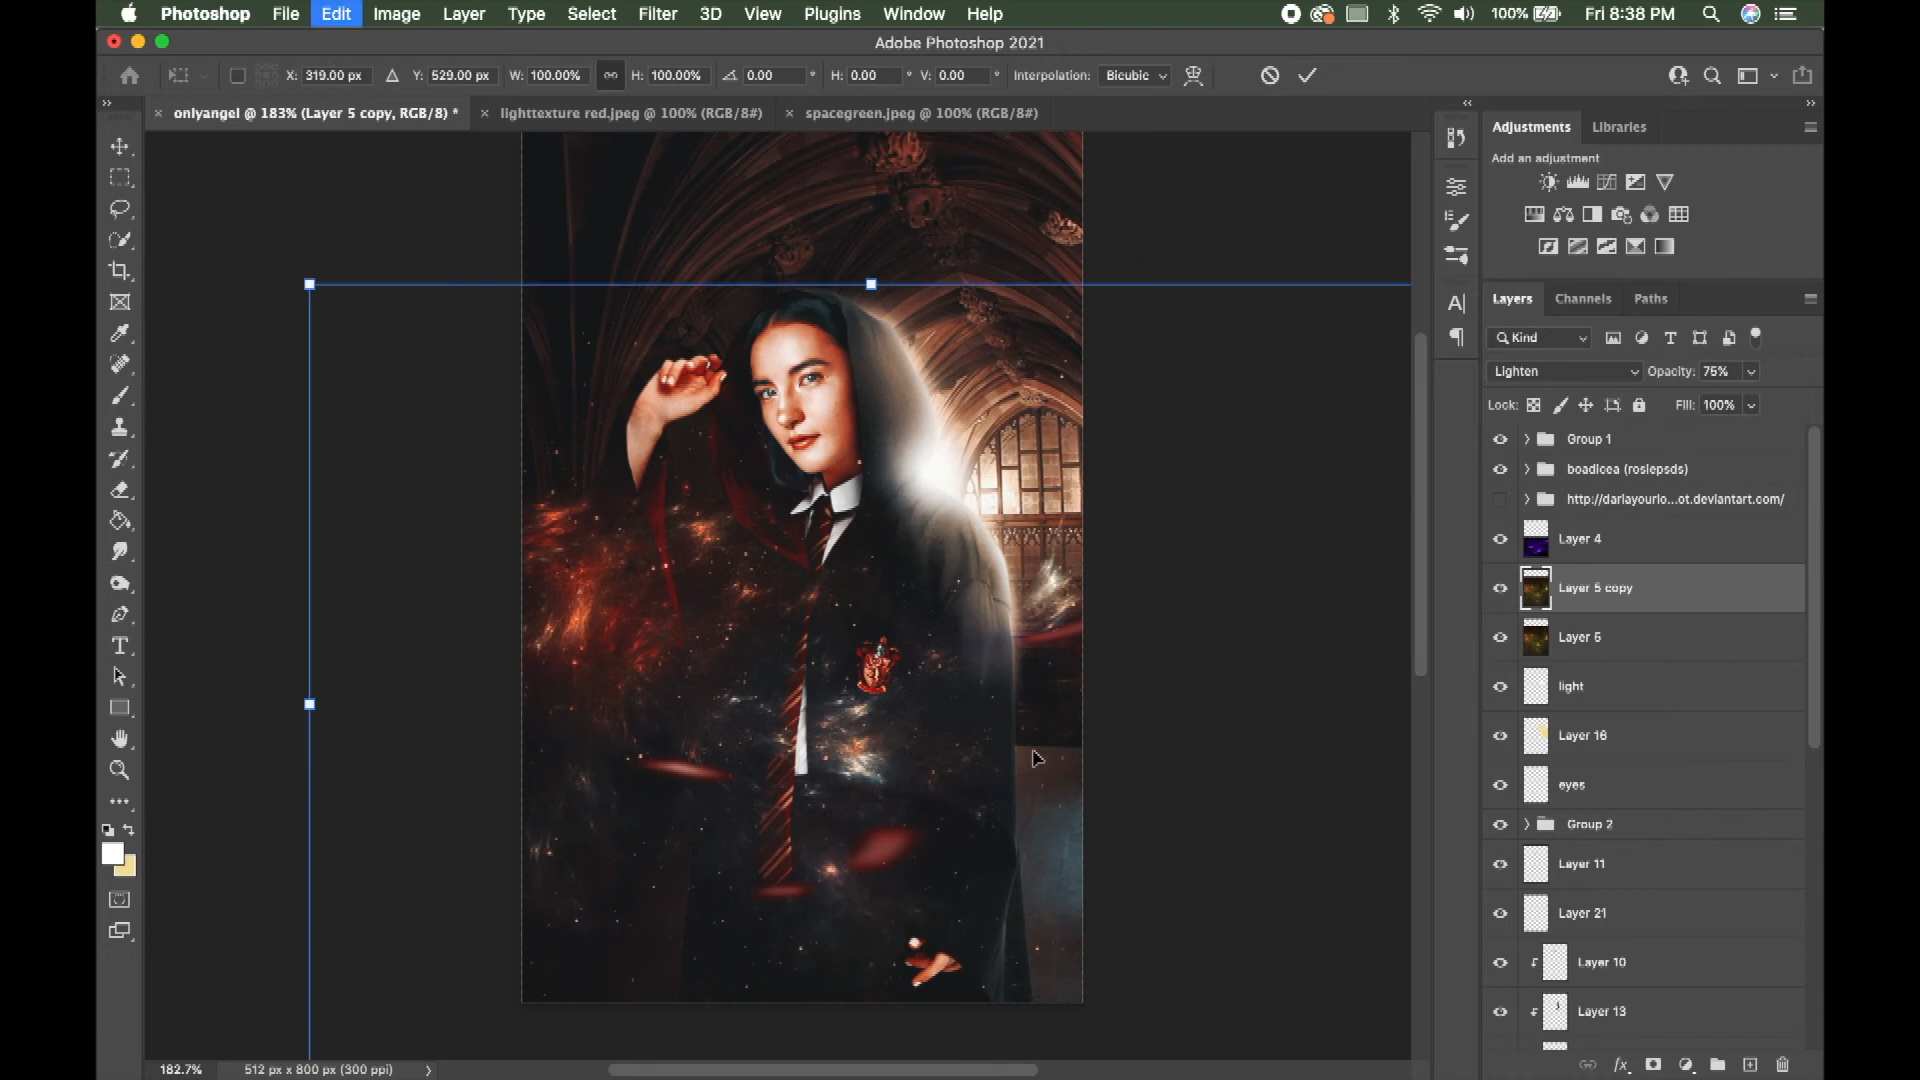 Photoshop File Edit Image Layer Type Select Filter 3D View Plugins Window Help 100% Fri 8:38 PM
Adobe Photoshop 2021
X: 319.00 px Y: 529.00 px W: 100.00% H: 100.00% 0.00 ° H: 0.00 ° V: 0.00 ° Interpolation: Bicubic
onlyangel @ 183% (Layer 5 copy, RGB/8) * lighttexture red.jpeg @ 100% (RGB/8#) spacegreen.jpeg @ 100% (RGB/8#)
Adjustments Libraries
Add an adjustment
Layers Channels Paths
Kind
Lighten Opacity: 75%
Lock: Fill: 100%
Group 1
boadicea (rosiepsds)
http://darlayourlo...ot.deviantart.com/
Layer 4
Layer 5 copy
Layer 5
light
Layer 16
eyes
Group 2
Layer 11
Layer 21
Layer 10
Layer 13
182.7% 512 px x 800 px (300 ppi)